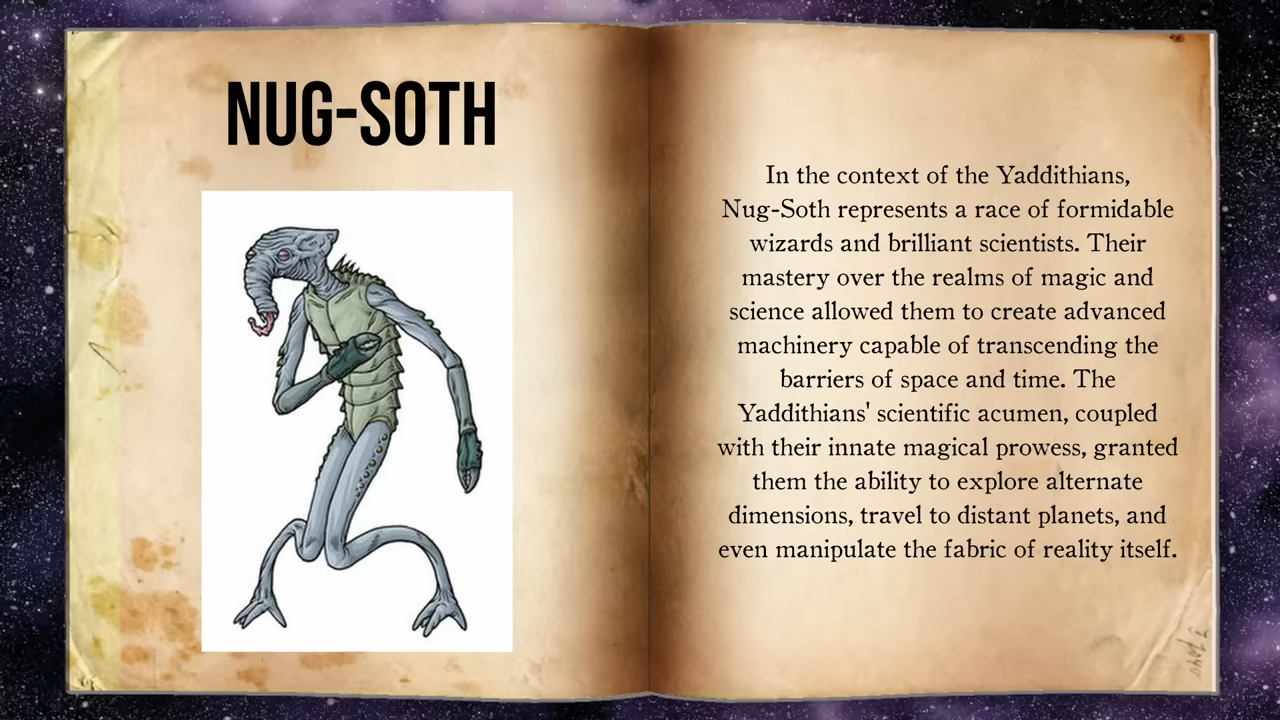 NUG-SOTH
In the context of the Yaddithians,
Nug-Soth represents a race of formidable
wizards and brilliant scientists. Their
mastery over the realms of magic and
science allowed them to create advanced
machinery capable of transcending the
barriers of space and time. The
Yaddithians' scientific acumen, coupled
with their innate magical prowess, granted
them the ability to explore alternate
dimensions, travel to distant planets, and
even manipulate the fabric of reality itself.